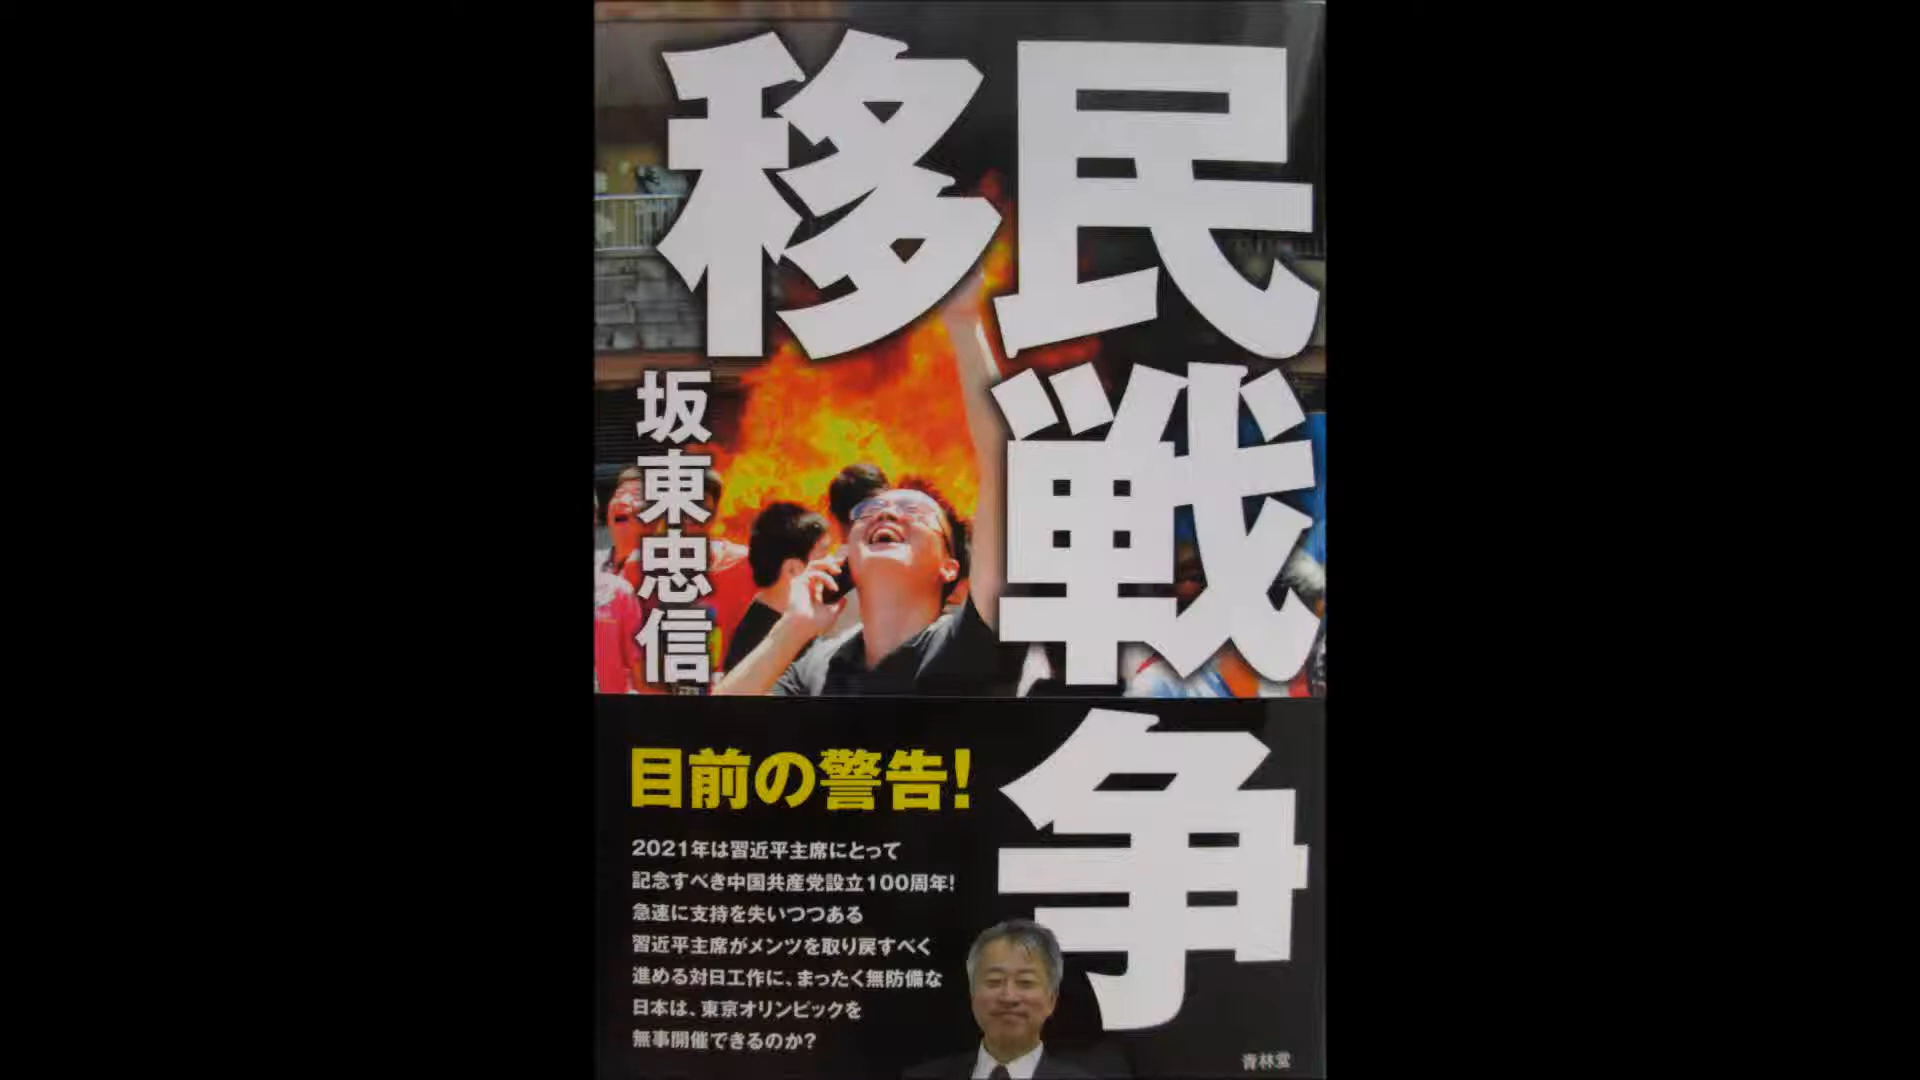 移民戦争
坂東忠信
目前の警告!
2021年は習近平主席にとって
記念すべき中国共産党設立100周年!
急速に支持を失いつつある
習近平主席がメンツを取り戻すべく
進める対日工作に、まったく無防備な
日本は、東京オリンピックを
無事開催できるのか?
青林堂